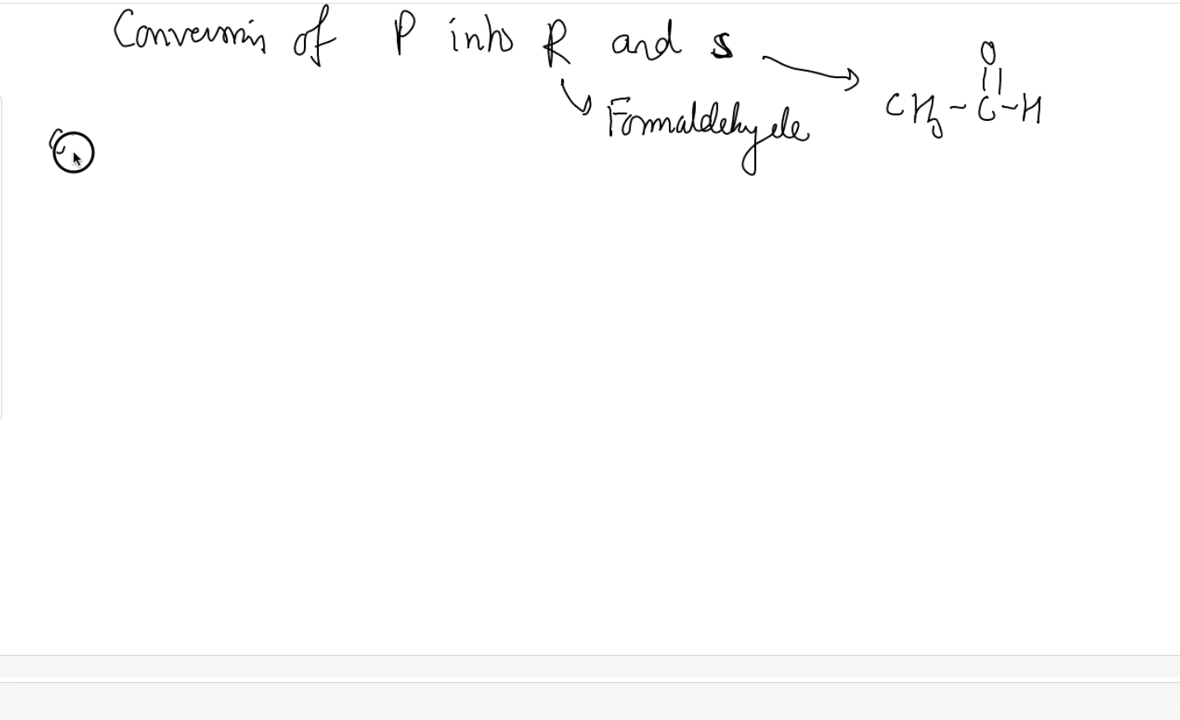 Conversion of P into R and S
O
||
CH3-C-H
Formaldehyde